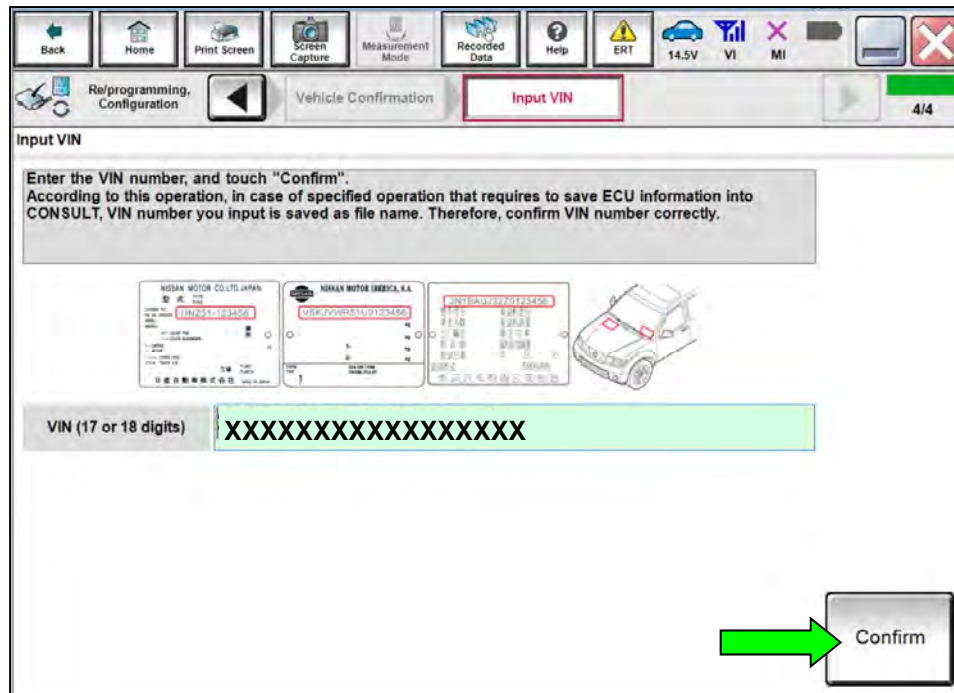 Back
Home
Print Screen
Screen Capture
Measurement Mode
Recorded Data
Help
ERT
14.5V
VI
MI
Re/programming, Configuration
Vehicle Confirmation
Input VIN
4/4
Input VIN
Enter the VIN number, and touch "Confirm".
According to this operation, in case of specified operation that requires to save ECU information into
CONSULT, VIN number you input is saved as file name. Therefore, confirm VIN number correctly.
NISSAN MOTOR CO.LTD.JAPAN
NISSAN MOTOR IBERICA, S.A.
VSKJVWR51U0123456
VIN (17 or 18 digits)
XXXXXXXXXXXXXXXXX
Confirm